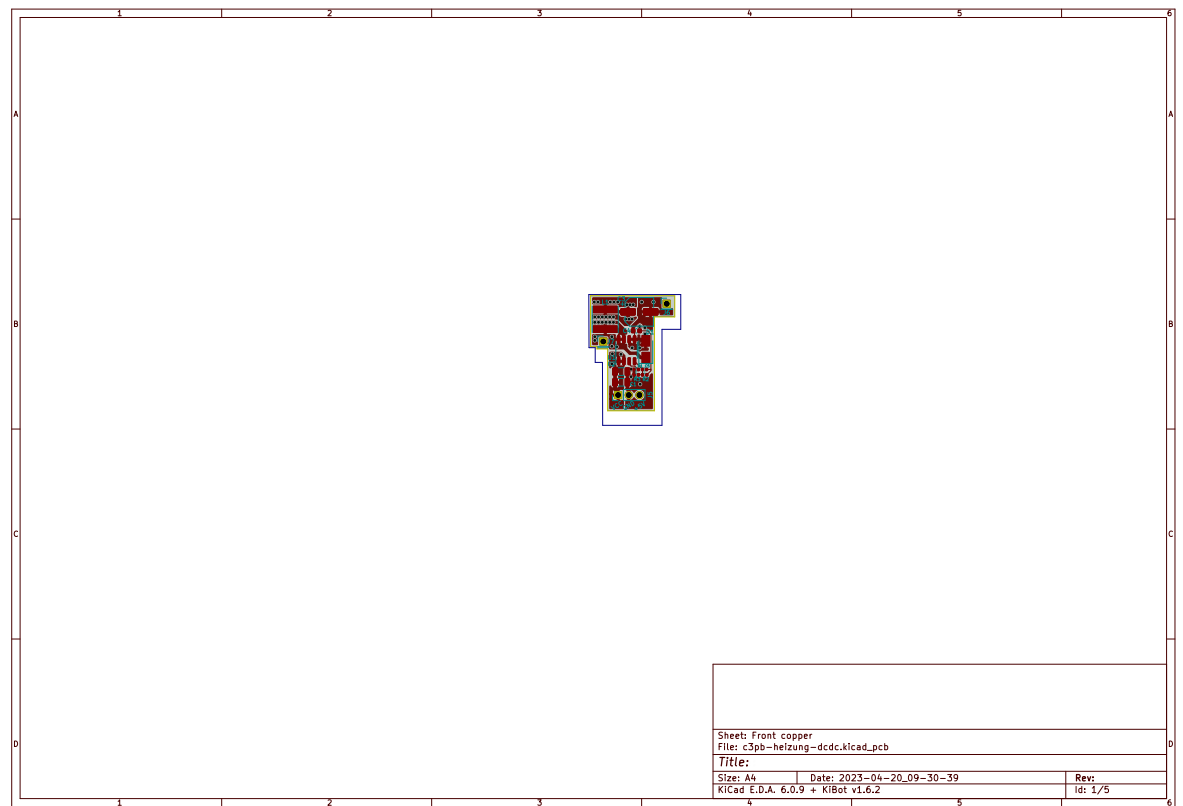 1 2 3 4 5 6
A A
B B
C C
D D
Sheet: Front copper
File: c3pb-heizung-dcdc.kicad_pcb
Title:
Size: A4 Date: 2023-04-20_09-30-39 Rev:
KiCad E.D.A. 6.0.9 + KiBot v1.6.2 Id: 1/5
1 2 3 4 5 6